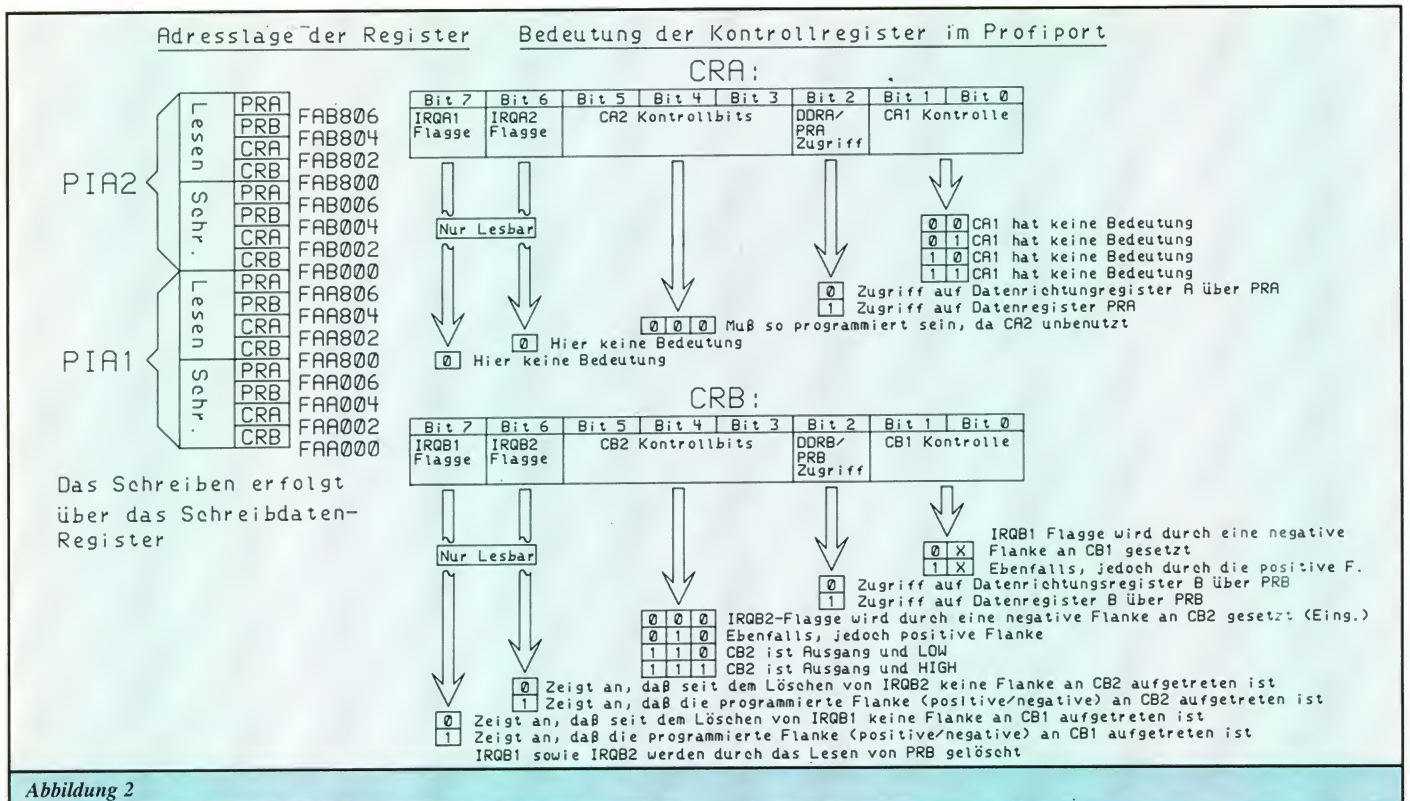 Adresslage der Register
Bedeutung der Kontrollregister im Profiport
PIA2
Lesen
PRA
FAB806
PRB
FAB804
CRA
FAB802
CRB
FAB800
Schr.
PRA
FAB006
PRB
FAB004
CRA
FAB002
CRB
FAB000
PIA1
Lesen
PRA
FAA806
PRB
FAA804
CRA
FAA802
CRB
FAA800
Schr.
PRA
FAA006
PRB
FAA004
CRA
FAA002
CRB
FAA000
Das Schreiben erfolgt
über das Schreibdaten-
Register
CRA:
Bit 7 Bit 6 Bit 5 Bit 4 Bit 3 Bit 2 Bit 1 Bit 0
IRQA1 Flagge
IRQA2 Flagge
CA2 Kontrollbits
DDRA/ PRA Zugriff
CA1 Kontrolle
Nur Lesbar
0 0 CA1 hat keine Bedeutung
0 1 CA1 hat keine Bedeutung
1 0 CA1 hat keine Bedeutung
1 1 CA1 hat keine Bedeutung
0 Zugriff auf Datenrichtungregister A über PRA
1 Zugriff auf Datenregister PRA
0 0 0 Muß so programmiert sein, da CA2 unbenutzt
0 Hier keine Bedeutung
0 Hier keine Bedeutung
CRB:
Bit 7 Bit 6 Bit 5 Bit 4 Bit 3 Bit 2 Bit 1 Bit 0
IRQB1 Flagge
IRQB2 Flagge
CB2 Kontrollbits
DDRB/ PRB Zugriff
CB1 Kontrolle
Nur Lesbar
IRQB1 Flagge wird durch eine negative
0 X Flanke an CB1 gesetzt
1 X Ebenfalls, jedoch durch die positive F.
0 Zugriff auf Datenrichtungsregister B über PRB
1 Zugriff auf Datenregister B über PRB
0 0 0 IRQB2-Flagge wird durch eine negative Flanke an CB2 gesetzt (Eing.)
0 1 0 Ebenfalls, jedoch positive Flanke
1 1 0 CB2 ist Ausgang und LOW
1 1 1 CB2 ist Ausgang und HIGH
0 Zeigt an, daß seit dem Löschen von IRQB2 keine Flanke an CB2 aufgetreten ist
1 Zeigt an, daß die programmierte Flanke (positive/negative) an CB2 aufgetreten ist
0 Zeigt an, daß seit dem Löschen von IRQB1 keine Flanke an CB1 aufgetreten ist
1 Zeigt an, daß die programmierte Flanke (positive/negative) an CB1 aufgetreten ist
IRQB1 sowie IRQB2 werden durch das Lesen von PRB gelöscht
Abbildung 2